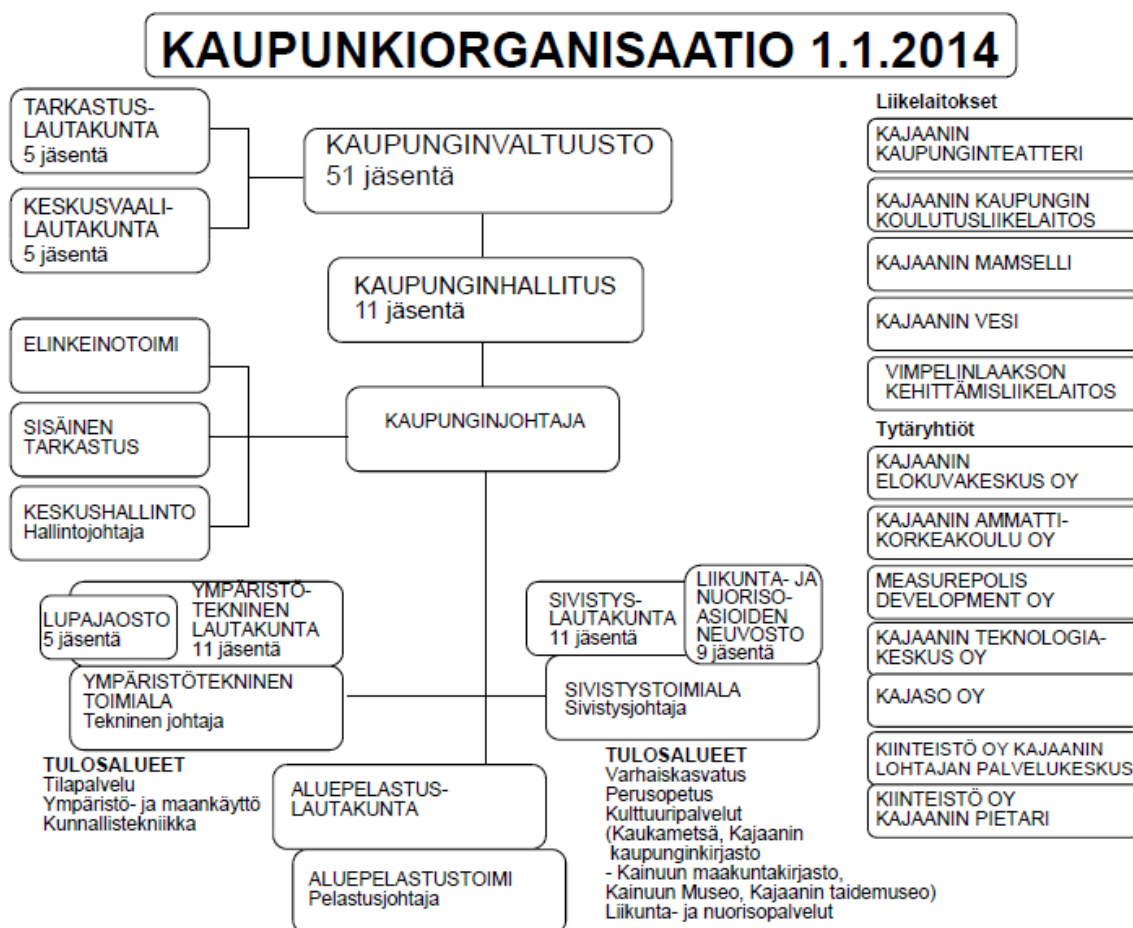 KAUPUNKIORGANISAATIO 1.1.2014
TARKASTUS-
LAUTAKUNTA
5 jäsentä
KESKUSVAALI-
LAUTAKUNTA
5 jäsentä
KAUPUNGINVALTUUSTO
51 jäsentä
KAUPUNGINHALLITUS
11 jäsentä
ELINKEINOTOIMI
SISÄINEN
TARKASTUS
KESKUSHALLINTO
Hallintojohtaja
KAUPUNGINJOHTAJA
LUPAJAOSTO
5 jäsentä
YMPÄRISTÖ-
TEKNINEN
LAUTAKUNTA
11 jäsentä
YMPÄRISTÖTEKNINEN
TOIMIALA
Tekninen johtaja
TULOSALUEET
Tilapalvelu
Ympäristö- ja maankäyttö
Kunnallistekniikka
SIVISTYS-
LAUTAKUNTA
11 jäsentä
LIIKUNTA- JA
NUORISO-
ASIOIDEN
NEUVOSTO
9 jäsentä
SIVISTYSTOIMIALA
Sivistysjohtaja
TULOSALUEET
Varhaiskasvatus
Perusopetus
Kulttuuripalvelut
(Kaukametsä, Kajaanin
kaupunginkirjasto
- Kainuun maakuntakirjasto,
Kainuun Museo, Kajaanin taidemuseo)
Liikunta- ja nuorisopalvelut
ALUEPELASTUS-
LAUTAKUNTA
ALUEPELASTUSTOIMI
Pelastusjohtaja
Liikelaitokset
KAJAANIN
KAUPUNGINTEATTERI
KAJAANIN KAUPUNGIN
KOULUTUSLIIKELAITOS
KAJAANIN MAMSELLI
KAJAANIN VESI
VIMPELINLAAKSON
KEHITTÄMISLIIKELAITOS
Tytäryhtiöt
KAJAANIN
ELOKUVAKESKUS OY
KAJAANIN AMMATTI-
KORKEAKOULU OY
MEASUREPOLIS
DEVELOPMENT OY
KAJAANIN TEKNOLOGIA-
KESKUS OY
KAJASO OY
KIINTEISTÖ OY KAJAANIN
LOHTAJAN PALVELUKESKUS
KIINTEISTÖ OY
KAJAANIN PIETARI